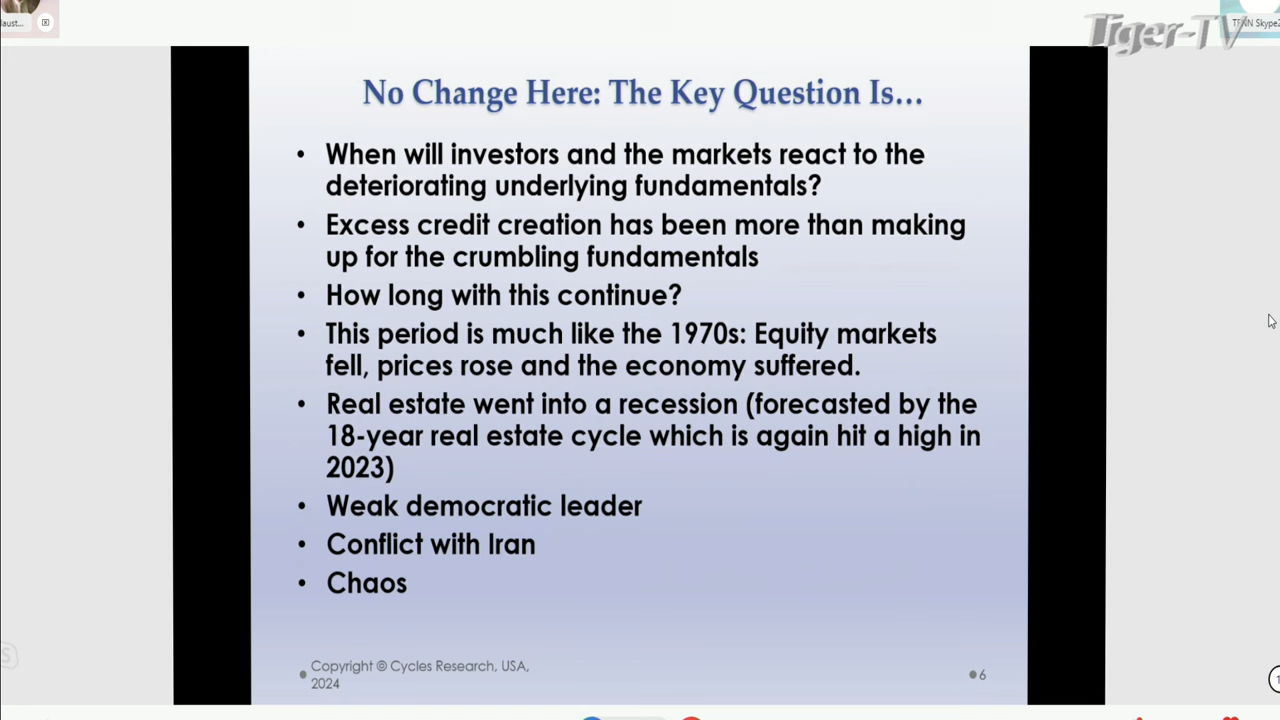 laust...
Tiger-TV
TFNN Skype2
No Change Here: The Key Question Is...
• When will investors and the markets react to the
deteriorating underlying fundamentals?
• Excess credit creation has been more than making
up for the crumbling fundamentals
• How long with this continue?
• This period is much like the 1970s: Equity markets
fell, prices rose and the economy suffered.
• Real estate went into a recession (forecasted by the
18-year real estate cycle which is again hit a high in
2023)
• Weak democratic leader
• Conflict with Iran
• Chaos
• Copyright © Cycles Research, USA,
2024
• 6
S
1